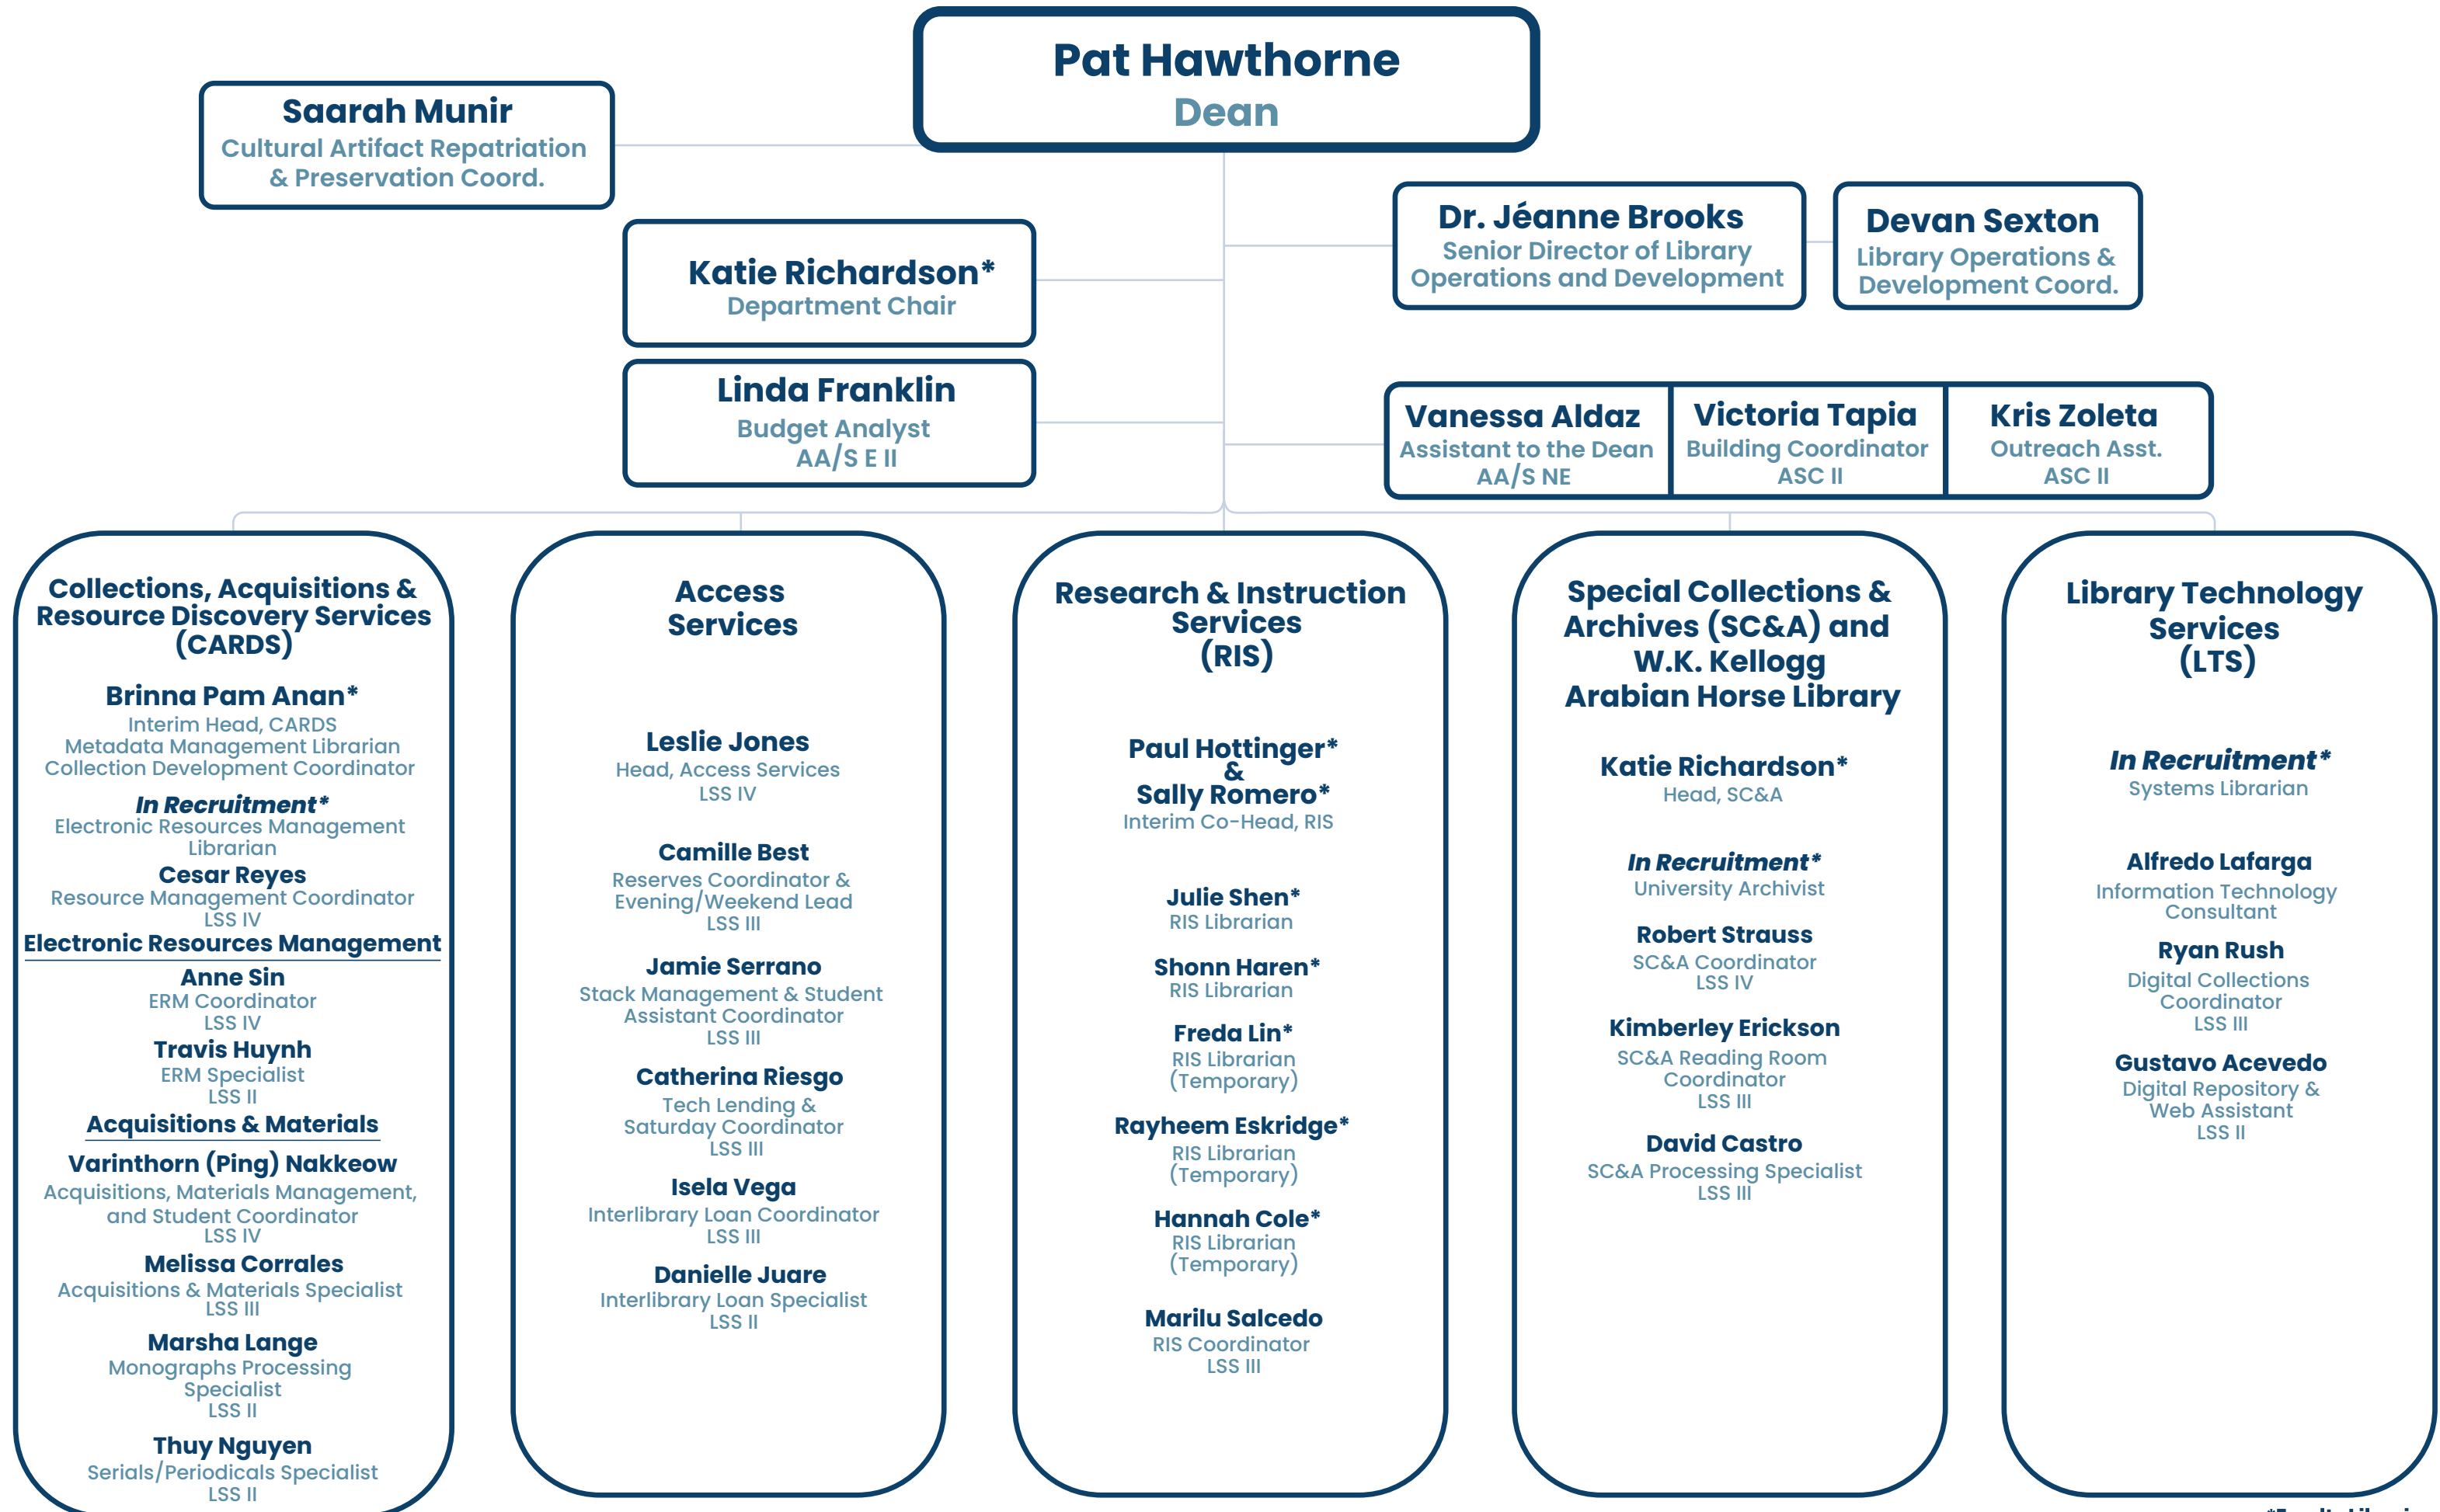 Pat Hawthorne
Dean
Saarah Munir
Cultural Artifact Repatriation
& Preservation Coord.
Katie Richardson*
Department Chair
Linda Franklin
Budget Analyst
AA/S E II
Dr. Jéanne Brooks
Senior Director of Library
Operations and Development
Devan Sexton
Library Operations &
Development Coord.
Vanessa Aldaz
Assistant to the Dean
AA/S NE
Victoria Tapia
Building Coordinator
ASC II
Kris Zoleta
Outreach Asst.
ASC II
Collections, Acquisitions &
Resource Discovery Services
(CARDS)
Brinna Pam Anan*
Interim Head, CARDS
Metadata Management Librarian
Collection Development Coordinator
In Recruitment*
Electronic Resources Management
Librarian
Cesar Reyes
Resource Management Coordinator
LSS IV
Electronic Resources Management
Anne Sin
ERM Coordinator
LSS IV
Travis Huynh
ERM Specialist
LSS II
Acquisitions & Materials
Varinthorn (Ping) Nakkeow
Acquisitions, Materials Management,
and Student Coordinator
LSS IV
Melissa Corrales
Acquisitions & Materials Specialist
LSS III
Marsha Lange
Monographs Processing
Specialist
LSS II
Thuy Nguyen
Serials/Periodicals Specialist
LSS II
Access
Services
Leslie Jones
Head, Access Services
LSS IV
Camille Best
Reserves Coordinator &
Evening/Weekend Lead
LSS III
Jamie Serrano
Stack Management & Student
Assistant Coordinator
LSS III
Catherina Riesgo
Tech Lending &
Saturday Coordinator
LSS III
Isela Vega
Interlibrary Loan Coordinator
LSS III
Danielle Juare
Interlibrary Loan Specialist
LSS II
Research & Instruction
Services
(RIS)
Paul Hottinger*
&
Sally Romero*
Interim Co-Head, RIS
Julie Shen*
RIS Librarian
Shonn Haren*
RIS Librarian
Freda Lin*
RIS Librarian
(Temporary)
Rayheem Eskridge*
RIS Librarian
(Temporary)
Hannah Cole*
RIS Librarian
(Temporary)
Marilu Salcedo
RIS Coordinator
LSS III
Special Collections &
Archives (SC&A) and
W.K. Kellogg
Arabian Horse Library
Katie Richardson*
Head, SC&A
In Recruitment*
University Archivist
Robert Strauss
SC&A Coordinator
LSS IV
Kimberley Erickson
SC&A Reading Room
Coordinator
LSS III
David Castro
SC&A Processing Specialist
LSS III
Library Technology
Services
(LTS)
In Recruitment*
Systems Librarian
Alfredo Lafarga
Information Technology
Consultant
Ryan Rush
Digital Collections
Coordinator
LSS III
Gustavo Acevedo
Digital Repository &
Web Assistant
LSS II